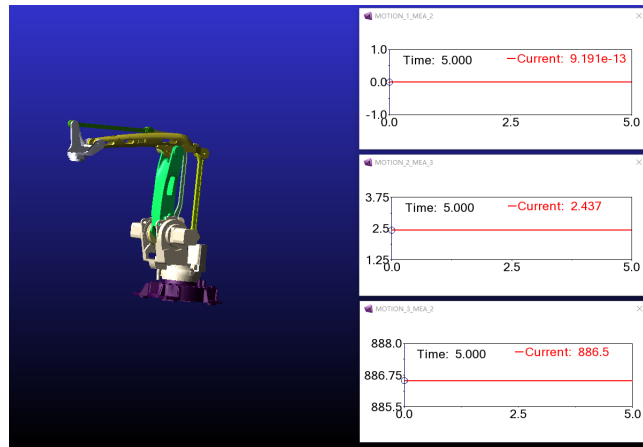 MOTION_1_MEA_2
Time: 5.000 Current: 9.191e-13
1.0
0.0
-1.0
0.0 2.5 5.0
MOTION_2_MEA_3
Time: 5.000 Current: 2.437
3.75
2.5
1.25
0.0 2.5 5.0
MOTION_3_MEA_2
888.0
Time: 5.000 Current: 886.5
886.75
885.5
0.0 2.5 5.0